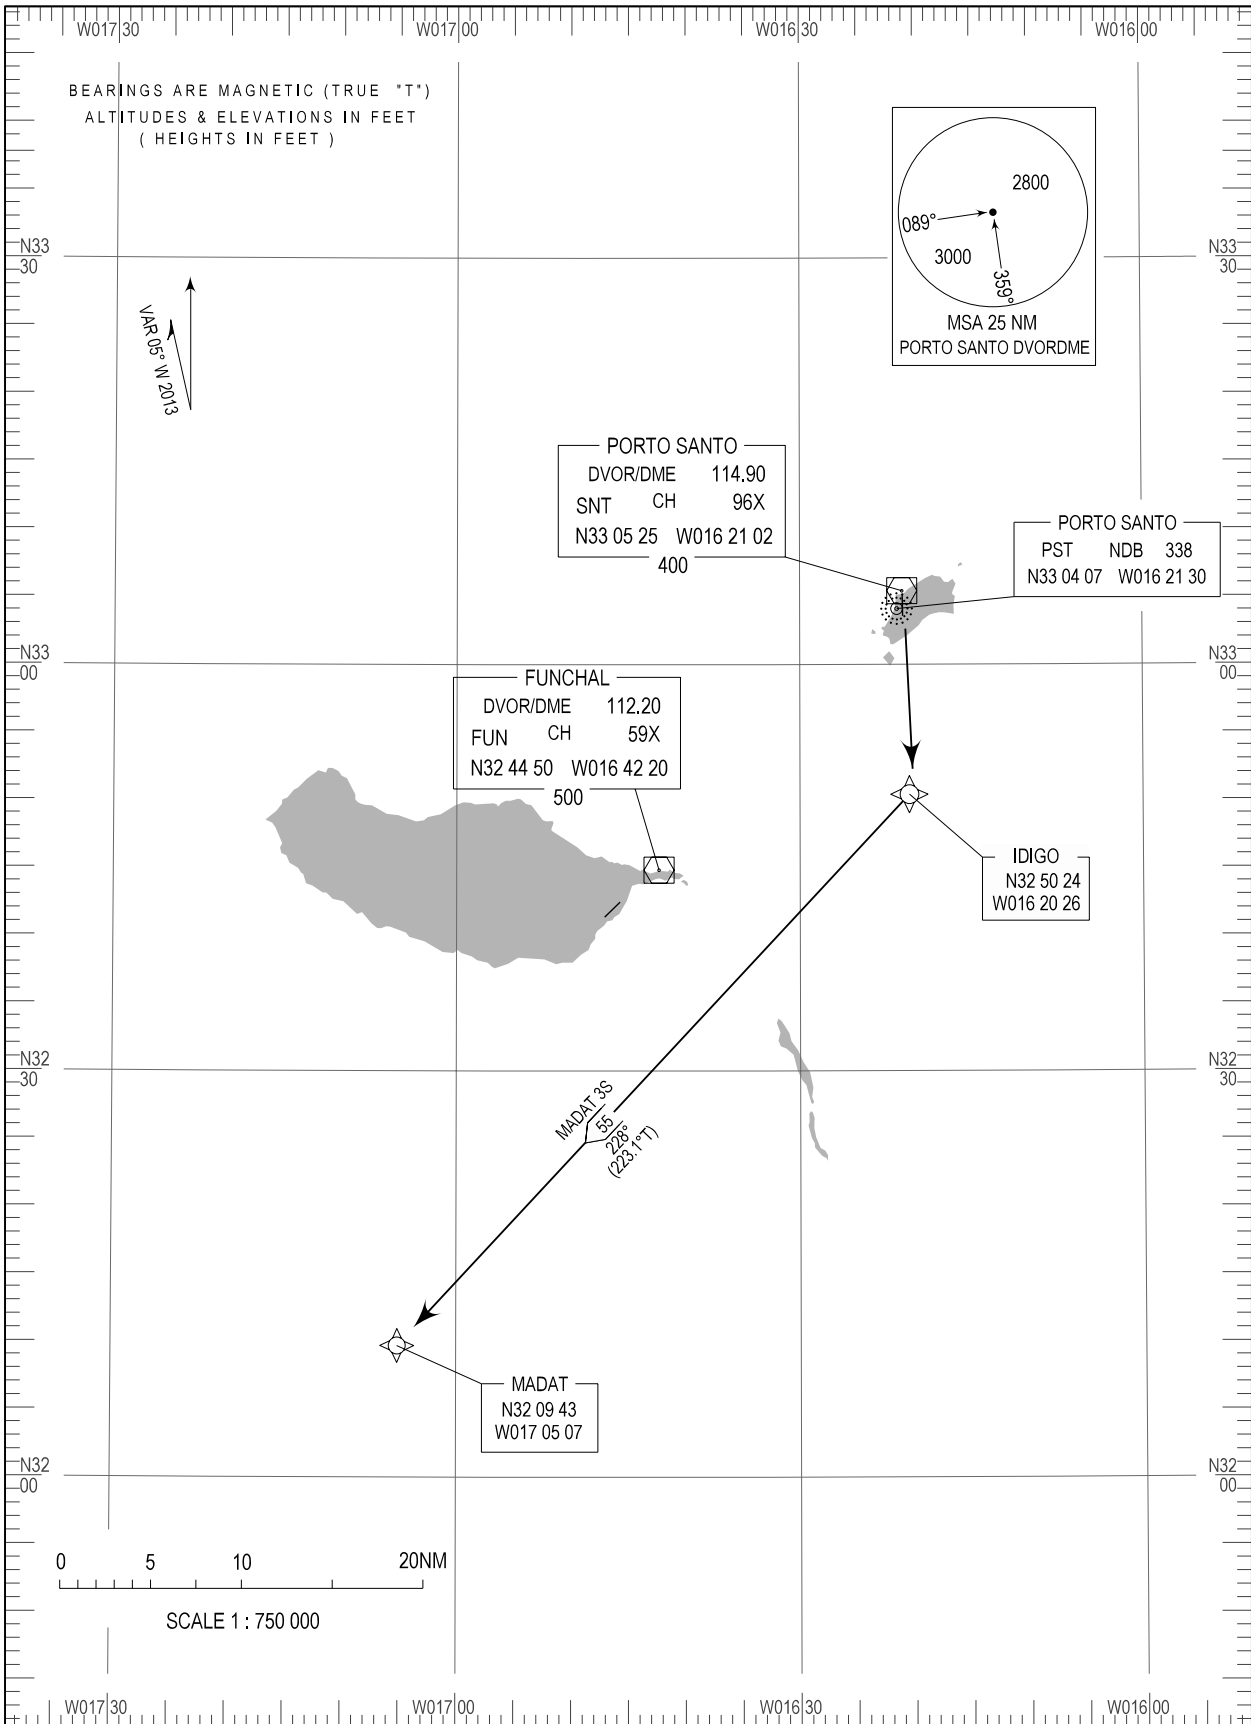 W017 30
W017 00
W016 30
W016 00
BEARINGS ARE MAGNETIC (TRUE "T")
ALTITUDES & ELEVATIONS IN FEET
( HEIGHTS IN FEET )
2800
089°
3000
359°
MSA 25 NM
PORTO SANTO DVORDME
N33
30
N33
30
VAR 05° W 2013
PORTO SANTO
DVOR/DME 114.90
SNT CH 96X
N33 05 25 W016 21 02
400
PORTO SANTO
PST NDB 338
N33 04 07 W016 21 30
N33
00
N33
00
FUNCHAL
DVOR/DME 112.20
FUN CH 59X
N32 44 50 W016 42 20
500
IDIGO
N32 50 24
W016 20 26
N32
30
N32
30
MADAT 3S
55
228°
(223.1°T)
MADAT
N32 09 43
W017 05 07
N32
00
N32
00
0 5 10 20NM
SCALE 1 : 750 000
W017 30
W017 00
W016 30
W016 00